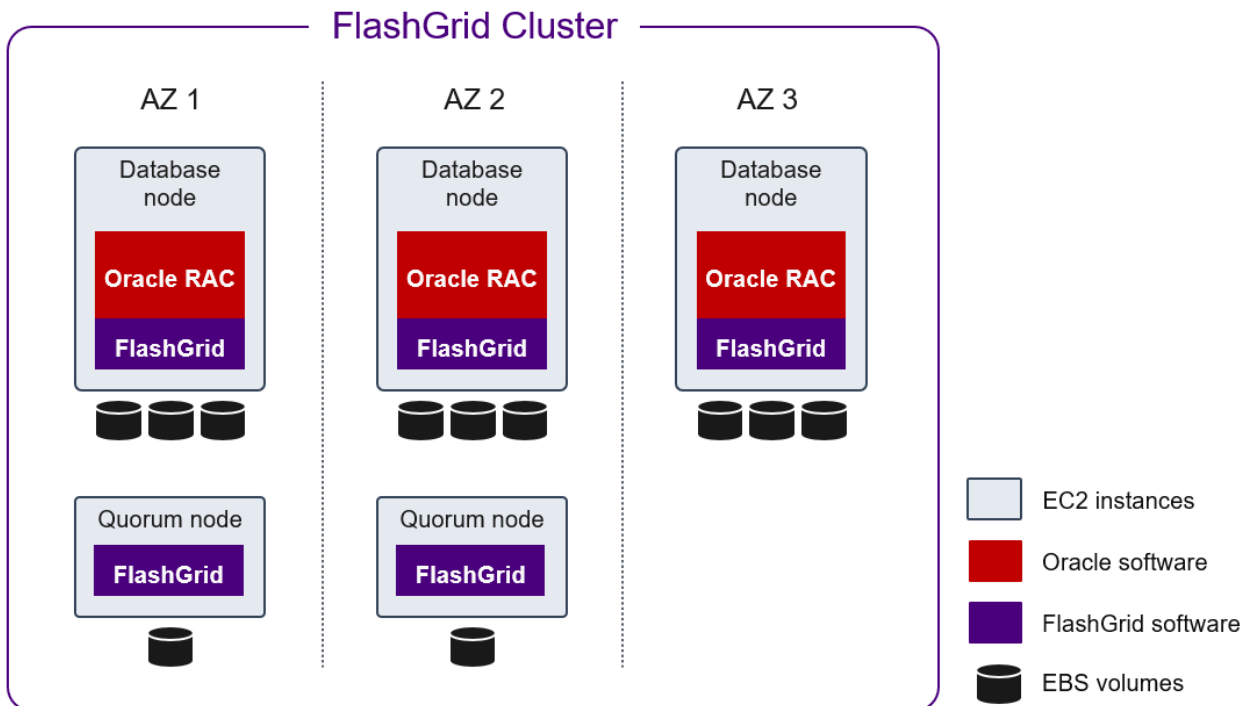 FlashGrid Cluster
AZ 1
AZ 2
AZ 3
Database
node
Oracle RAC
FlashGrid
Database
node
Oracle RAC
FlashGrid
Database
node
Oracle RAC
FlashGrid
Quorum node
FlashGrid
Quorum node
FlashGrid
EC2 instances
Oracle software
FlashGrid software
EBS volumes